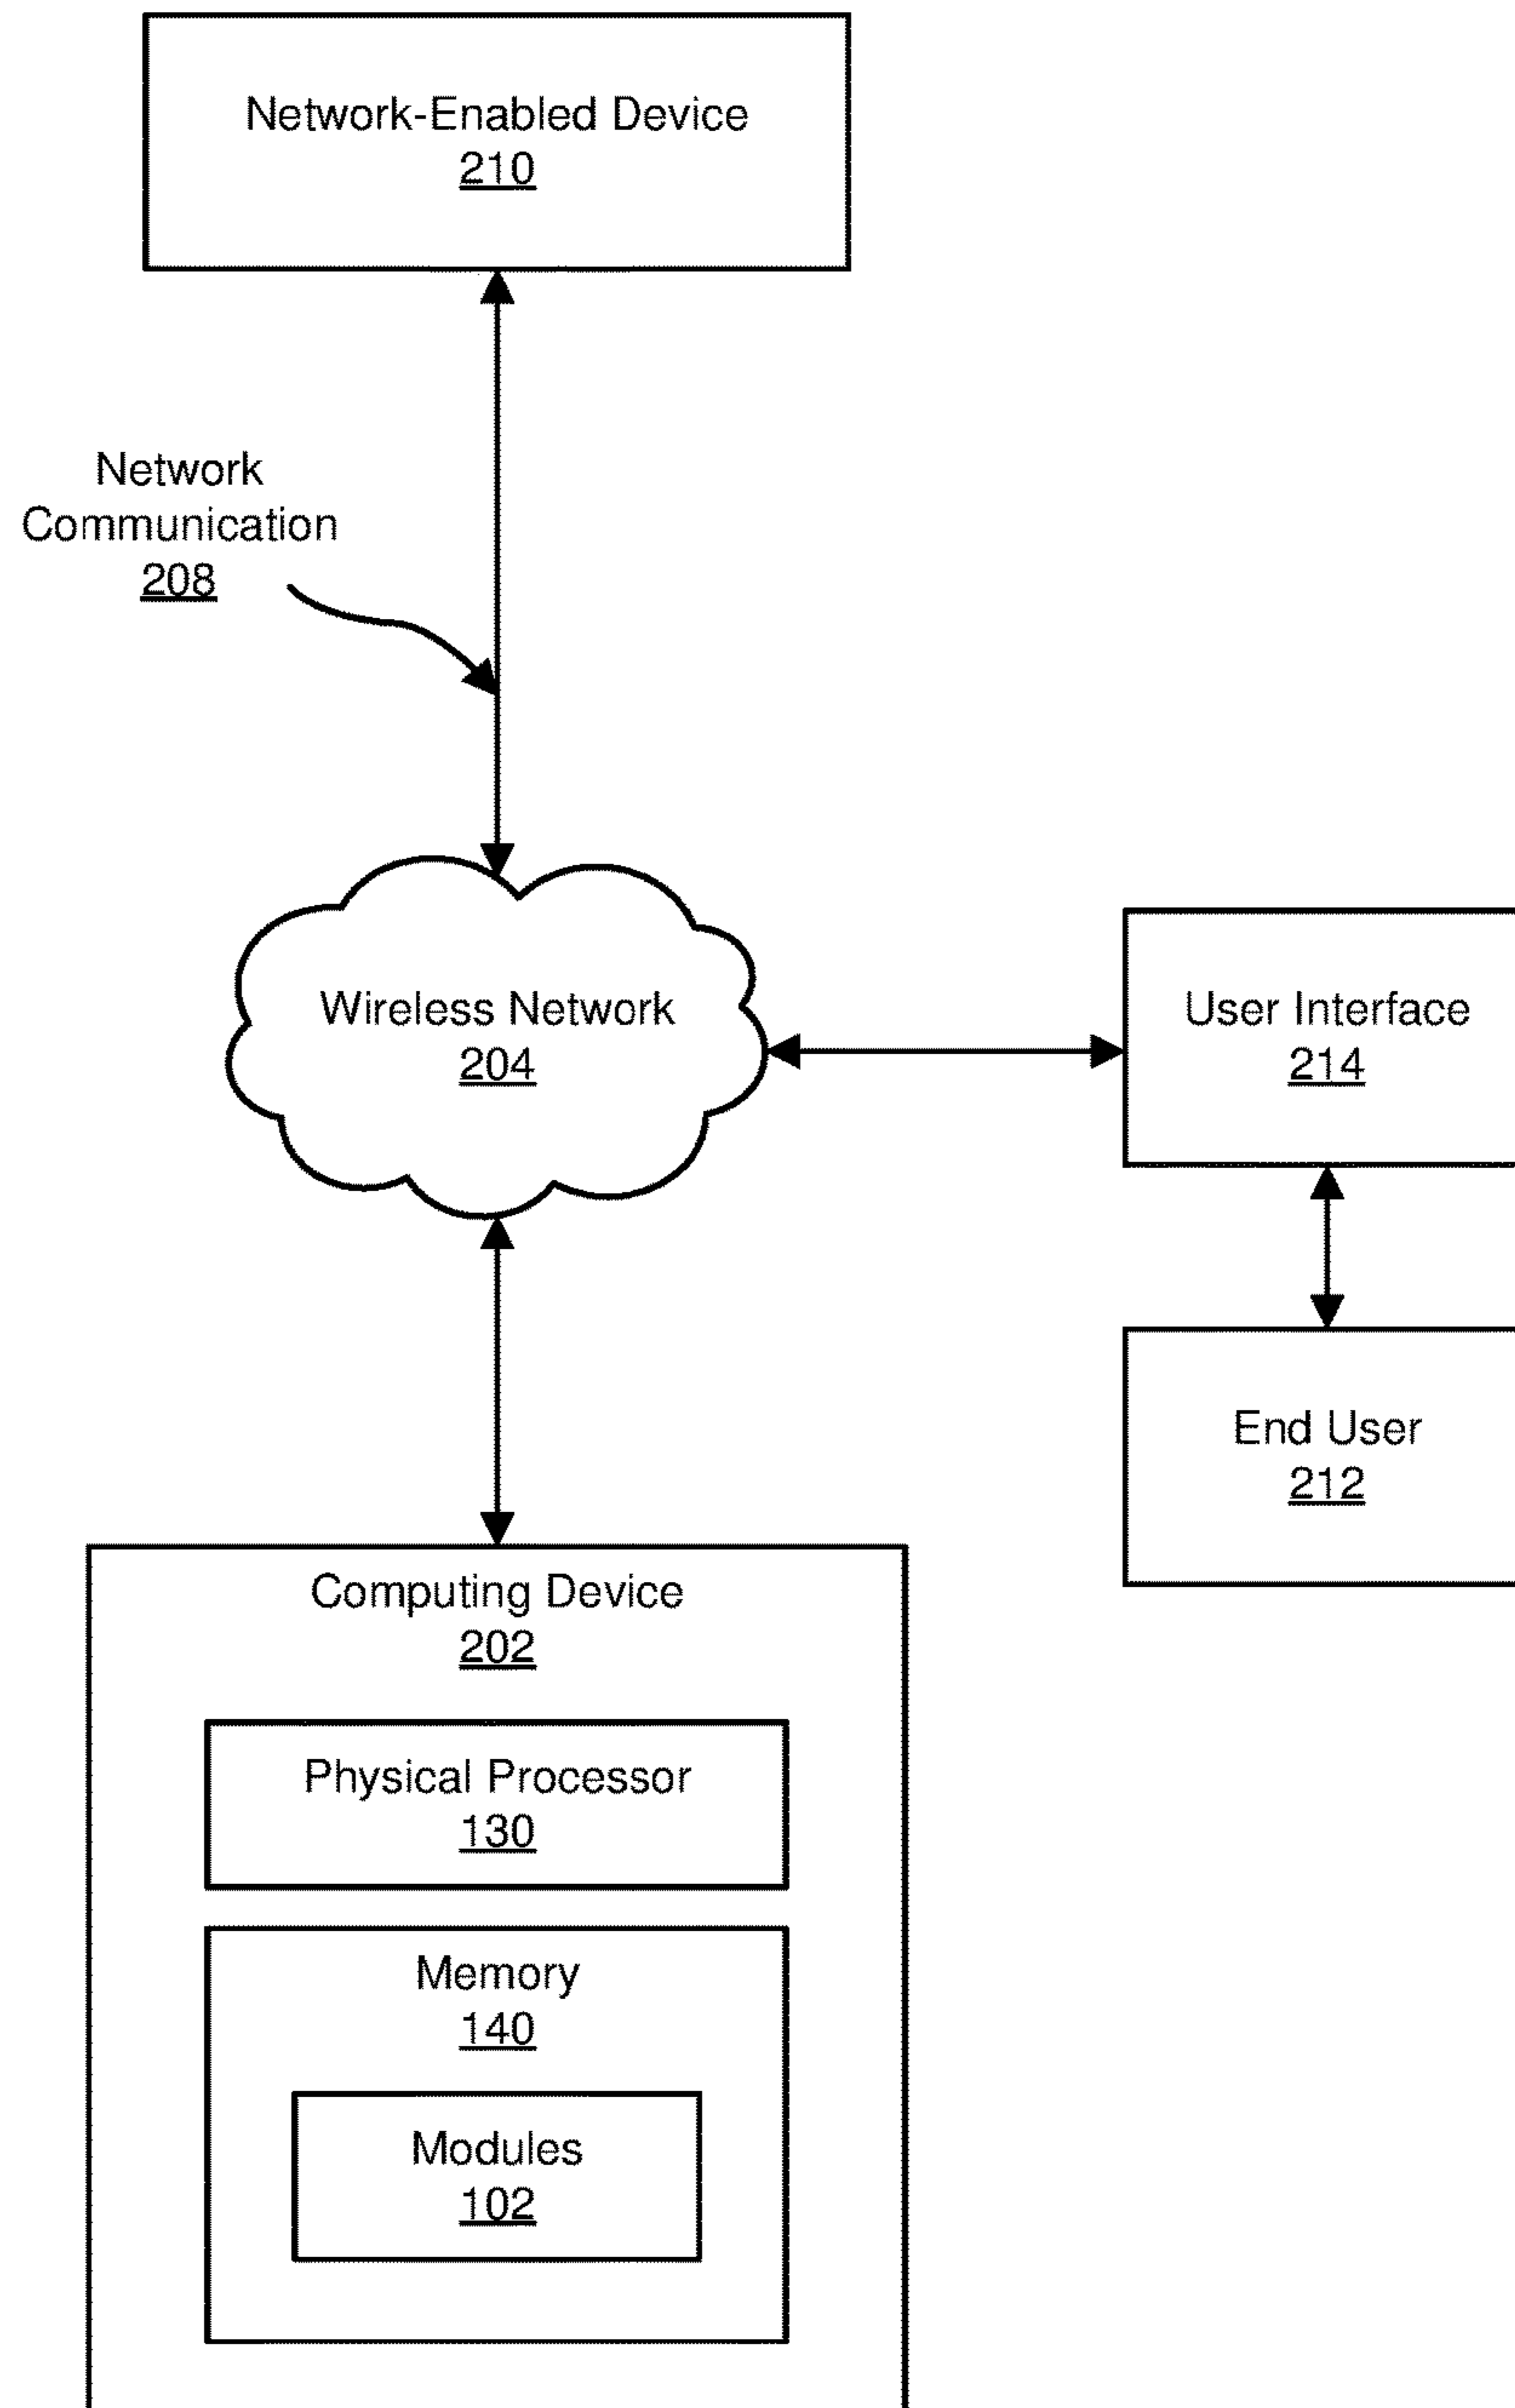 Network-Enabled Device
210
Network
Communication
208
Wireless Network
204
User Interface
214
End User
212
Computing Device
202
Physical Processor
130
Memory
140
Modules
102